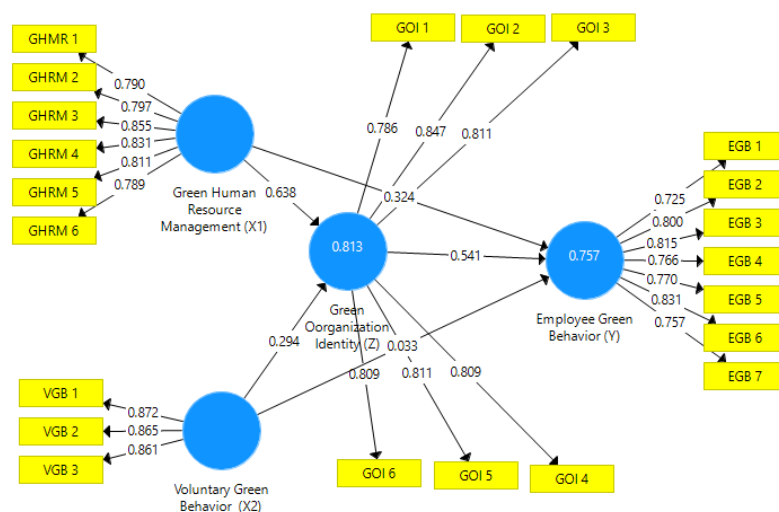 GOI 1
GOI 2
GOI 3
GHMR 1
GHRM 2
GHRM 3
GHRM 4
GHRM 5
GHRM 6
0.790
0.797
0.855
0.831
0.811
0.789
Green Human
Resource
Management (X1)
0.638
0.786
0.847
0.811
0.324
0.813
Green
Oorganization
Identity (Z)
0.541
0.757
Employee Green
Behavior (Y)
0.725
0.800
0.815
0.766
0.770
0.831
0.757
EGB 1
EGB 2
EGB 3
EGB 4
EGB 5
EGB 6
EGB 7
0.294
0.033
0.809
0.811
0.809
VGB 1
VGB 2
VGB 3
0.872
0.865
0.861
Voluntary Green
Behavior (X2)
GOI 6
GOI 5
GOI 4